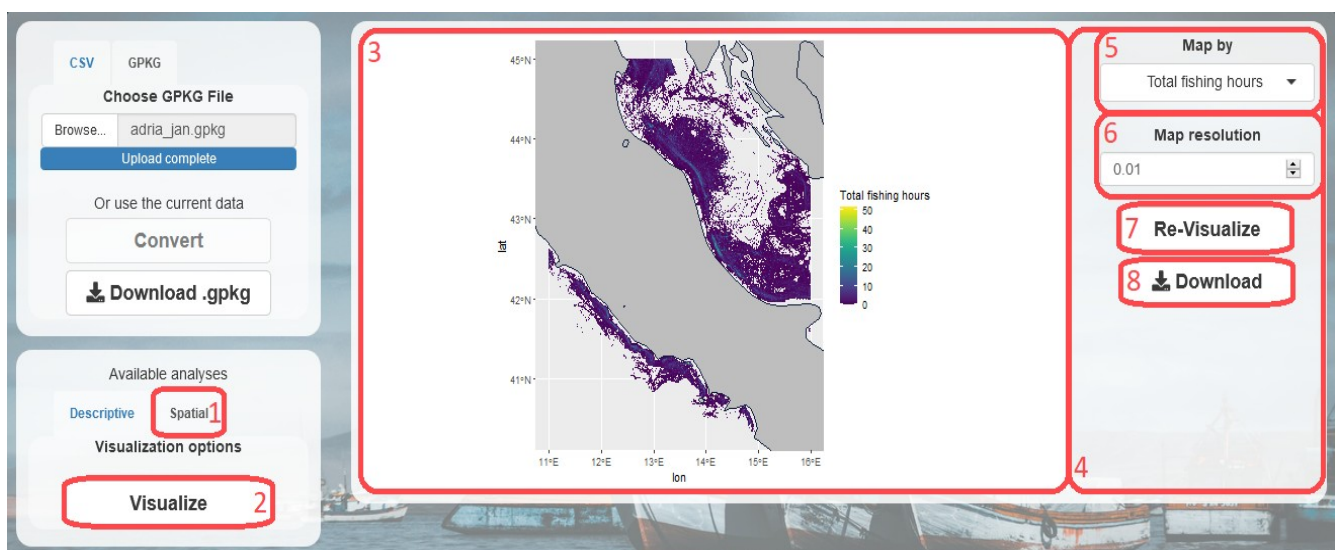 CSV GPKG
Choose GPKG File
Browse... adria_jan.gpkg
Upload complete
Or use the current data
Convert
Download .gpkg
Available analyses
Descriptive Spatial 1
Visualization options
Visualize 2
3
45°N
44°N
43°N
42°N
41°N
lat
11°E 12°E 13°E 14°E 15°E 16°E
lon
Total fishing hours
50
40
30
20
10
0
4
5 Map by
Total fishing hours
6 Map resolution
0.01
7 Re-Visualize
8 Download